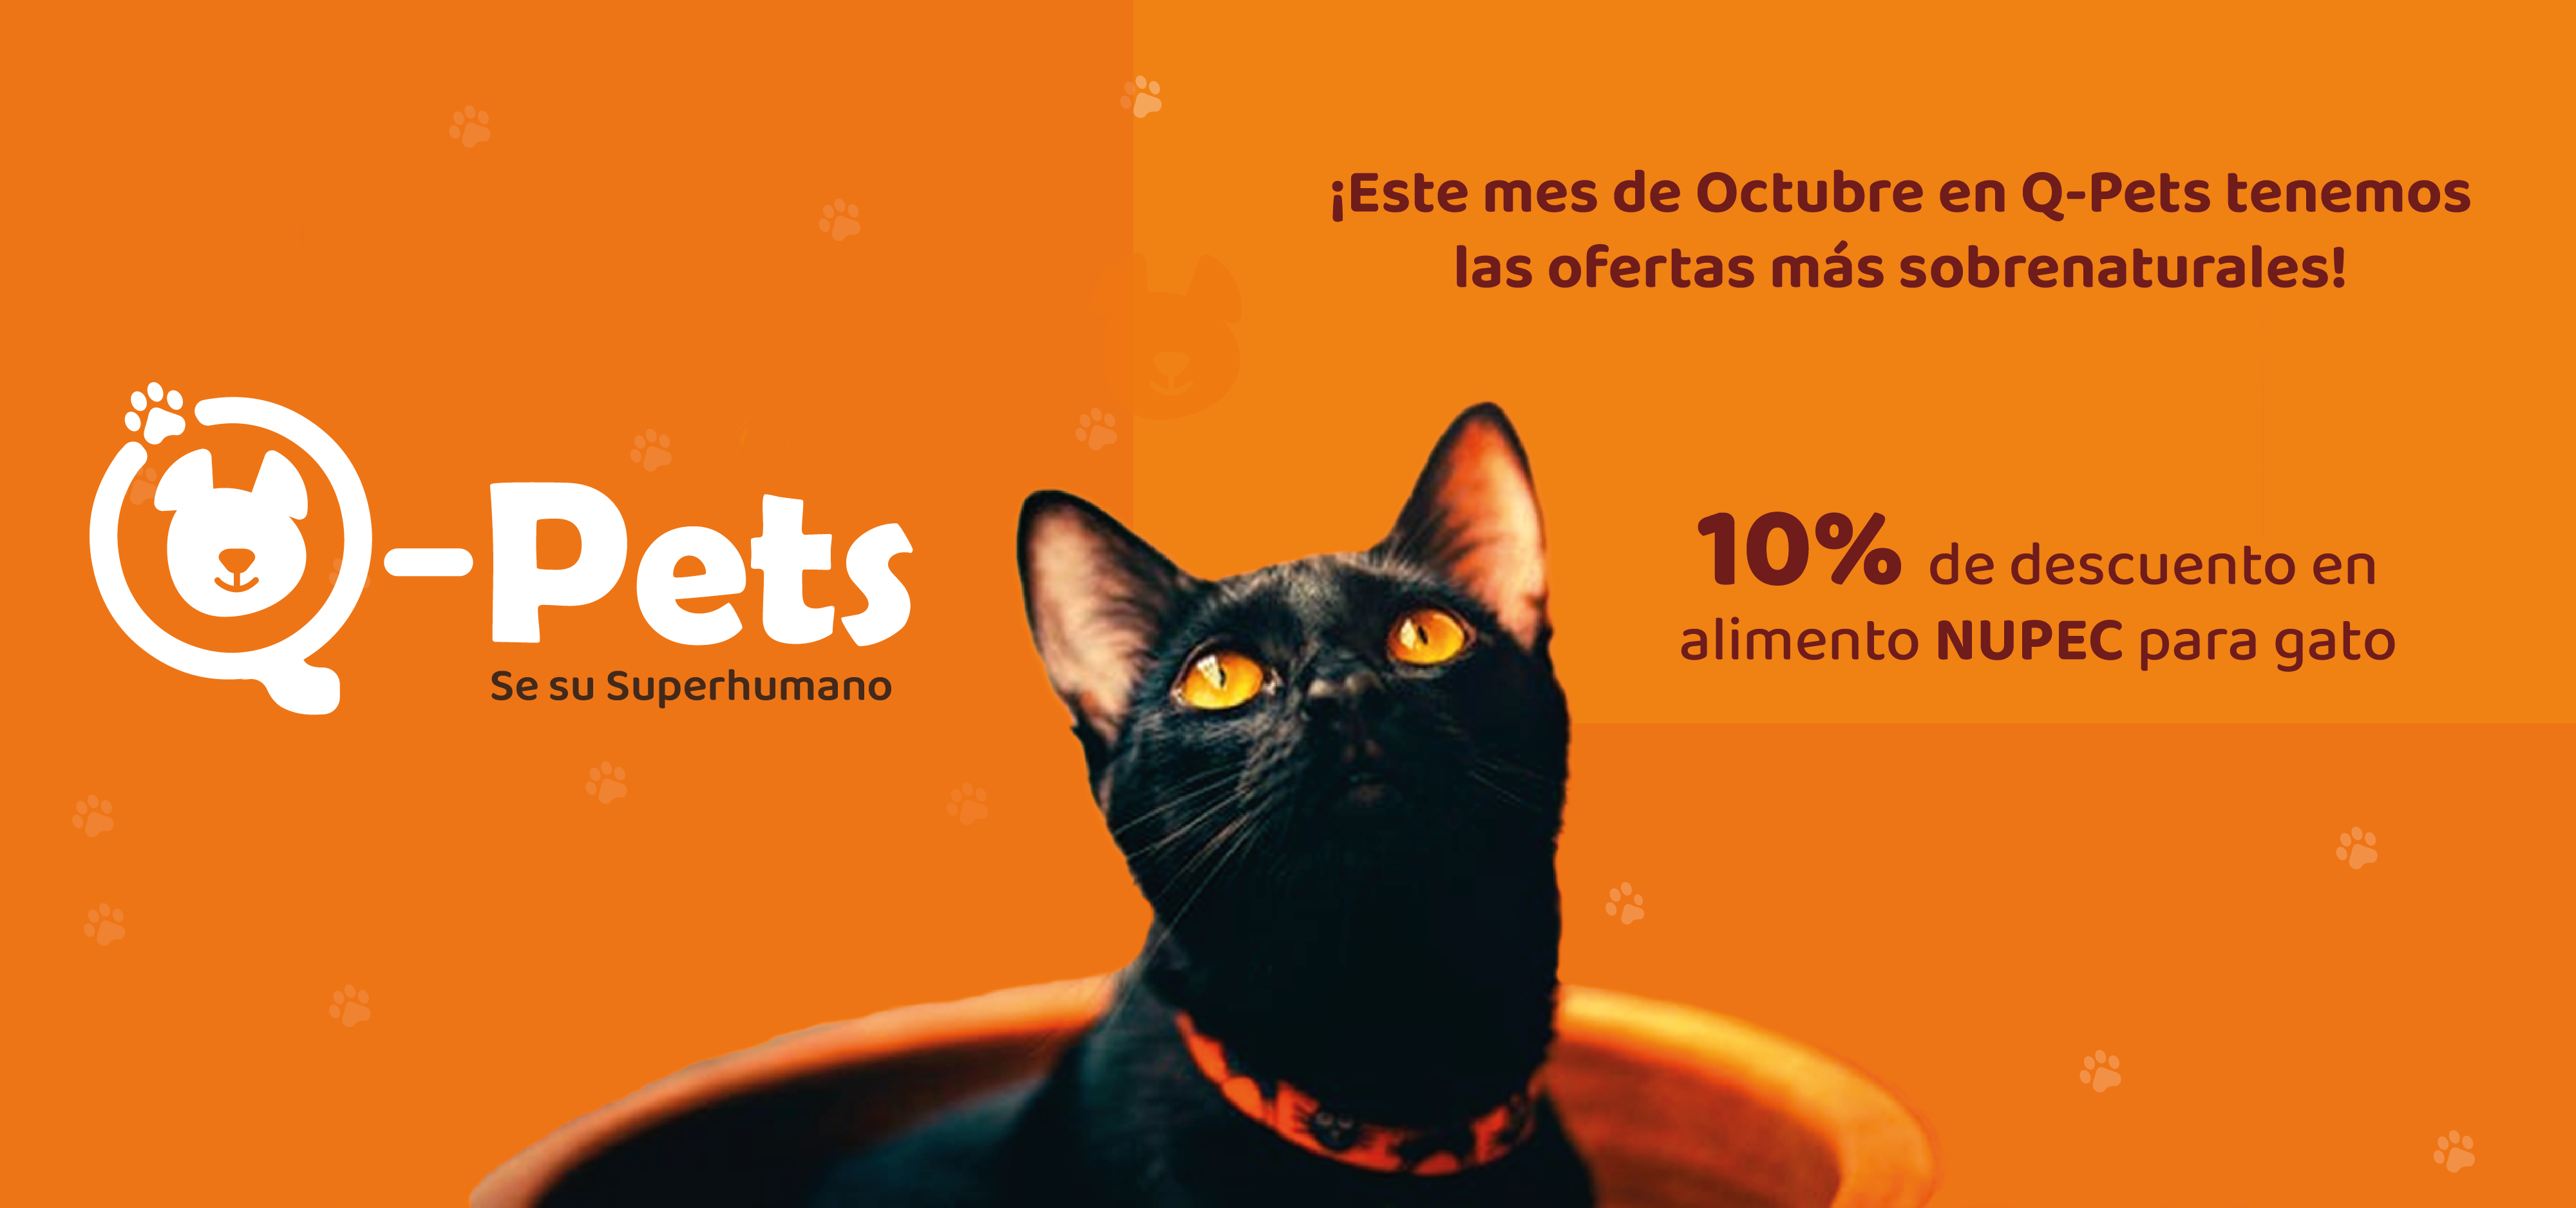 Q-Pets
Se su Superhumano
¡Este mes de Octubre en Q-Pets tenemos
las ofertas más sobrenaturales!
10% de descuento en
alimento NUPEC para gato